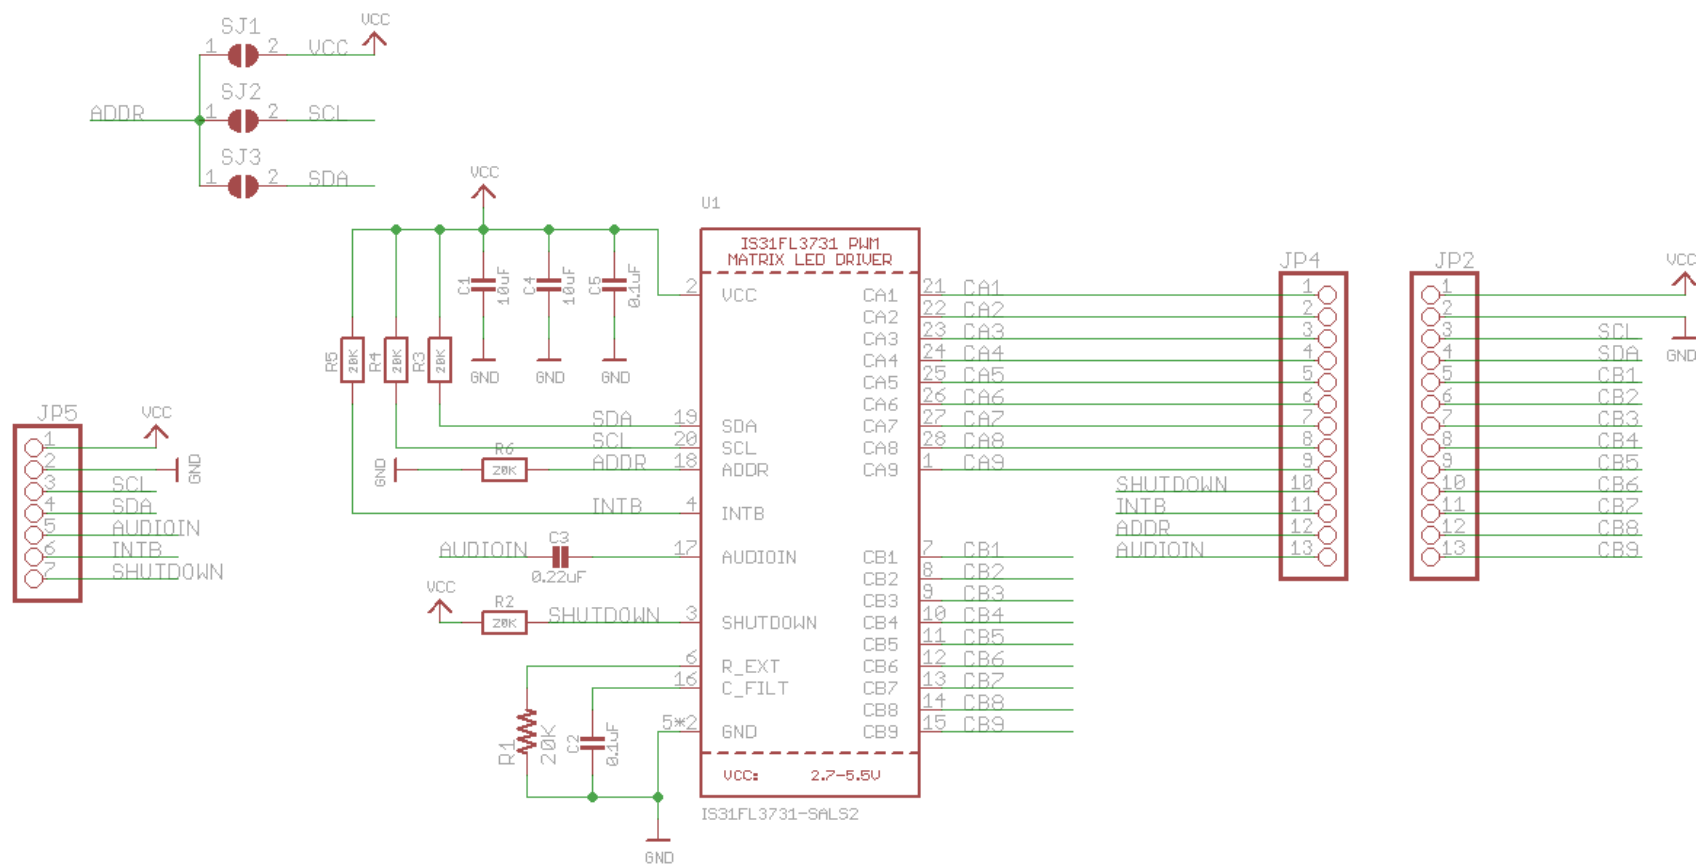 SJ1
VCC
1
2
VCC
SJ2
ADDR
1
2
SCL
SJ3
1
2
SDA
VCC
C1
10uF
C4
10uF
C5
0.1uF
GND
GND
GND
R5
20K
R4
20K
R3
20K
U1
IS31FL3731 PWM
MATRIX LED DRIVER
2
VCC
SDA
19
SDA
SCL
20
SCL
GND
R6
20K
ADDR
18
ADDR
INTB
4
INTB
AUDIOIN
C3
0.22uF
17
AUDIOIN
VCC
R2
20K
SHUTDOWN
3
SHUTDOWN
6
R_EXT
16
C_FILT
5*2
GND
R1
20K
C2
0.1uF
GND
CA1
21
CA1
CA2
22
CA2
CA3
23
CA3
CA4
24
CA4
CA5
25
CA5
CA6
26
CA6
CA7
27
CA7
CA8
28
CA8
CA9
1
CA9
CB1
7
CB1
CB2
8
CB2
CB3
9
CB3
CB4
10
CB4
CB5
11
CB5
CB6
12
CB6
CB7
13
CB7
CB8
14
CB8
CB9
15
CB9
VCC: 2.7-5.5V
IS31FL3731-SALS2
JP5
VCC
1
2
GND
3
SCL
4
SDA
5
AUDIOIN
6
INTB
7
SHUTDOWN
JP4
1
2
3
4
5
6
7
8
9
SHUTDOWN
10
INTB
11
ADDR
12
AUDIOIN
13
JP2
VCC
1
2
GND
3
SCL
4
SDA
5
CB1
6
CB2
7
CB3
8
CB4
9
CB5
10
CB6
11
CB7
12
CB8
13
CB9